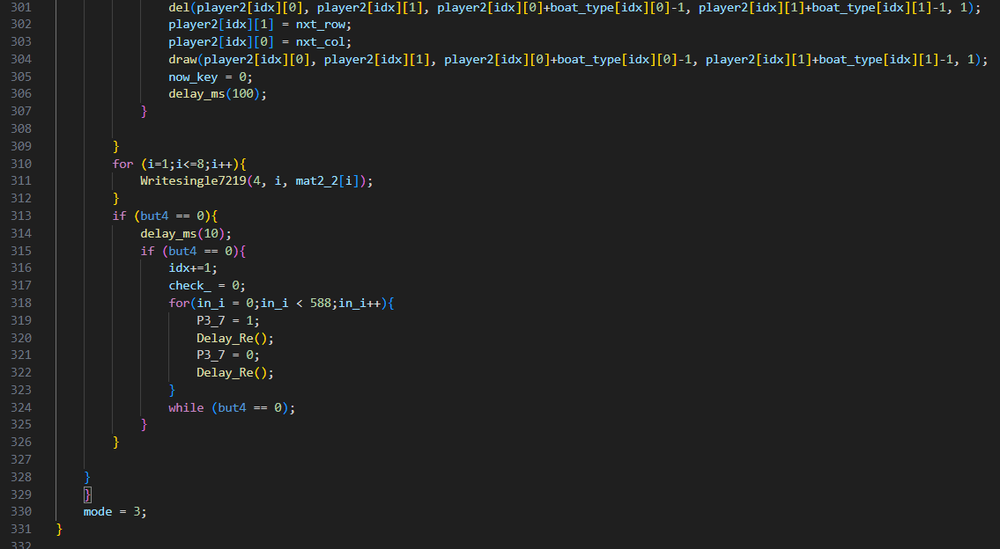 301 del(player2[idx][0], player2[idx][1], player2[idx][0]+boat_type[idx][0]-1, player2[idx][1]+boat_type[idx][1]-1, 1);
302 player2[idx][1] = nxt_row;
303 player2[idx][0] = nxt_col;
304 draw(player2[idx][0], player2[idx][1], player2[idx][0]+boat_type[idx][0]-1, player2[idx][1]+boat_type[idx][1]-1, 1);
305 now_key = 0;
306 delay_ms(100);
307 }
308
309 }
310 for (i=1;i<=8;i++){
311 Writesingle7219(4, i, mat2_2[i]);
312 }
313 if (but4 == 0){
314 delay_ms(10);
315 if (but4 == 0){
316 idx+=1;
317 check_ = 0;
318 for(in_i = 0;in_i < 588;in_i++){
319 P3_7 = 1;
320 Delay_Re();
321 P3_7 = 0;
322 Delay_Re();
323 }
324 while (but4 == 0);
325 }
326 }
327
328 }
329 }
330 mode = 3;
331 }
332